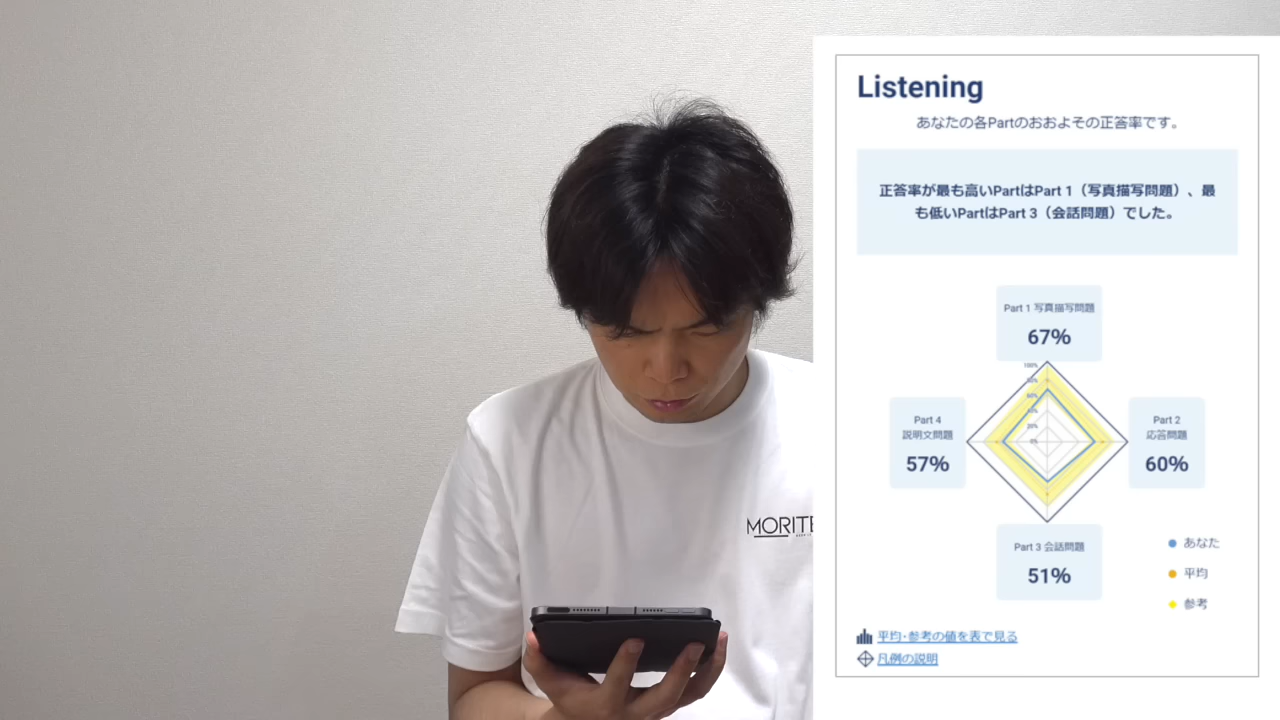 Listening
あなたの各Partのおおよその正答率です。
正答率が最も高いPartはPart 1（写真描写問題）、最
も低いPartはPart 3（会話問題）でした。
Part 1 写真描写問題
67%
100%
80%
60%
40%
20%
0%
Part 4
説明文問題
57%
Part 2
応答問題
60%
Part 3 会話問題
51%
あなた
平均
参考
平均・参考の値を表で見る
凡例の説明
MORITE